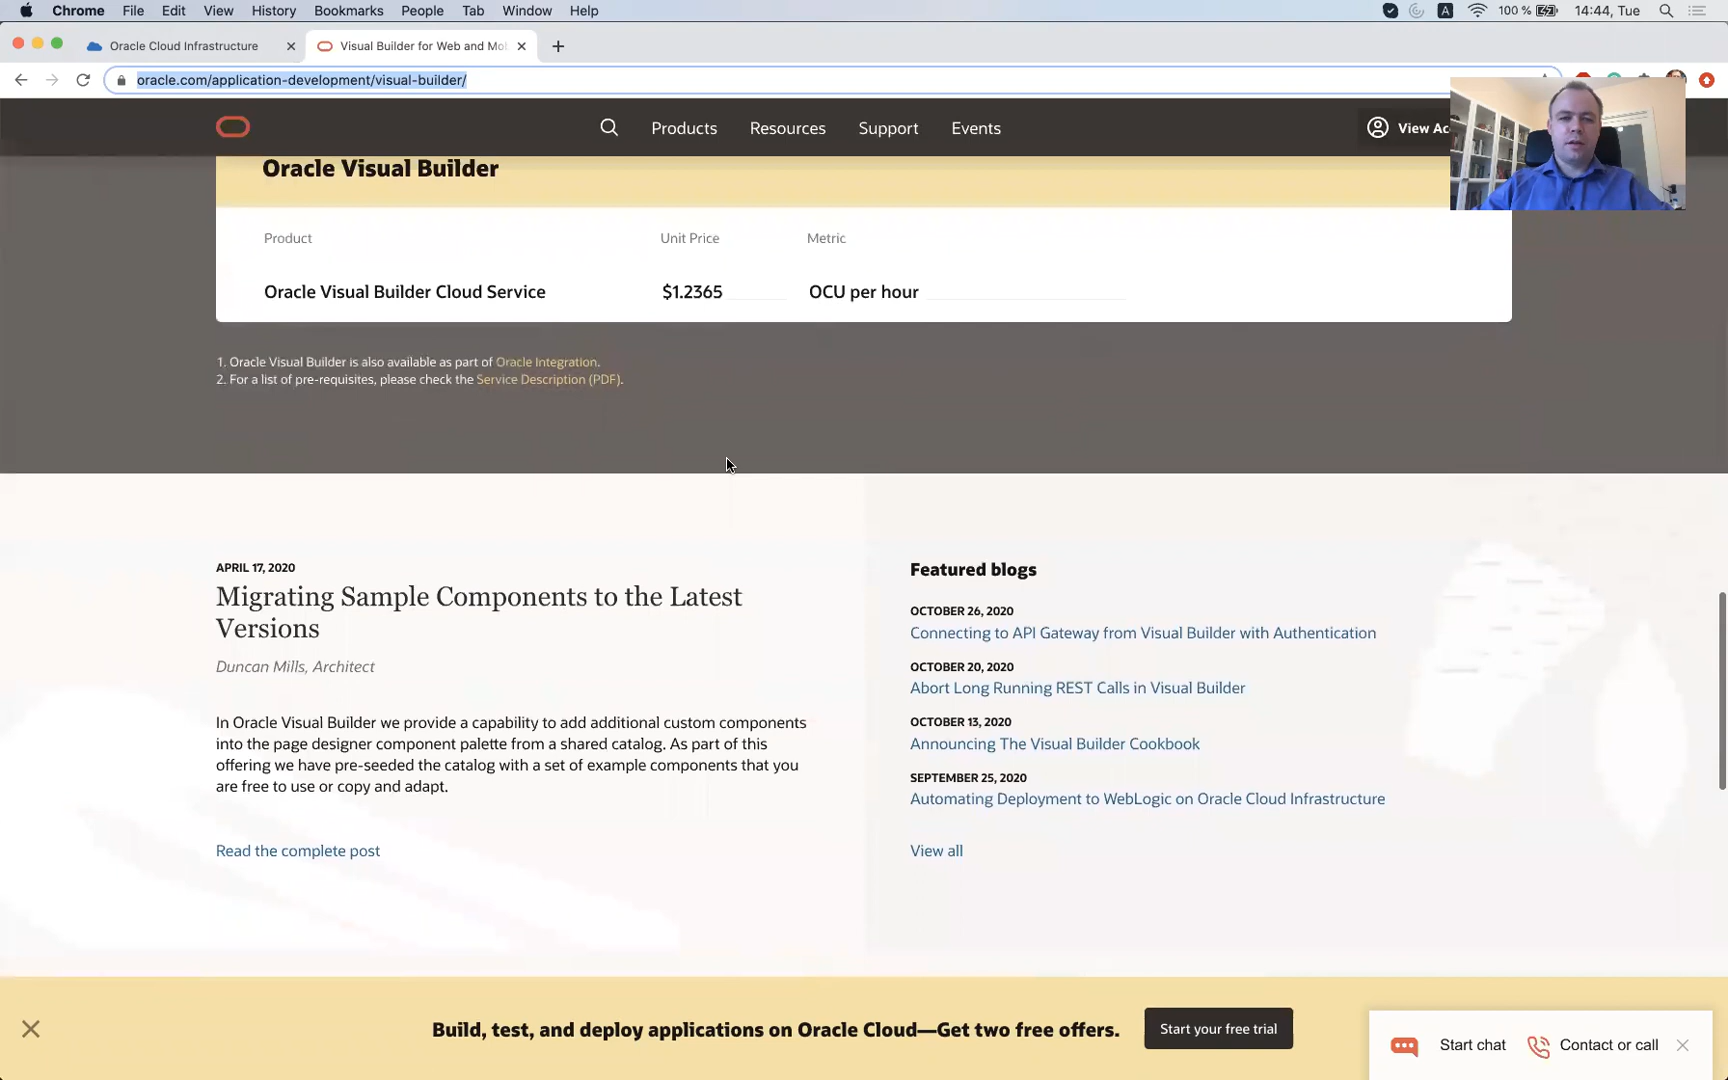 Chrome File Edit View History Bookmarks People Tab Window Help
A 100 % 14:44, Tue
Oracle Cloud Infrastructure
Visual Builder for Web and Mo
oracle.com/application-development/visual-builder/
Products Resources Support Events
View Ac
Oracle Visual Builder
Product Unit Price Metric
Oracle Visual Builder Cloud Service $1.2365 OCU per hour
1. Oracle Visual Builder is also available as part of Oracle Integration.
2. For a list of pre-requisites, please check the Service Description (PDF).
APRIL 17, 2020
Migrating Sample Components to the Latest
Versions
Duncan Mills, Architect
In Oracle Visual Builder we provide a capability to add additional custom components
into the page designer component palette from a shared catalog. As part of this
offering we have pre-seeded the catalog with a set of example components that you
are free to use or copy and adapt.
Read the complete post
Featured blogs
OCTOBER 26, 2020
Connecting to API Gateway from Visual Builder with Authentication
OCTOBER 20, 2020
Abort Long Running REST Calls in Visual Builder
OCTOBER 13, 2020
Announcing The Visual Builder Cookbook
SEPTEMBER 25, 2020
Automating Deployment to WebLogic on Oracle Cloud Infrastructure
View all
Build, test, and deploy applications on Oracle Cloud—Get two free offers.
Start your free trial
Start chat
Contact or call